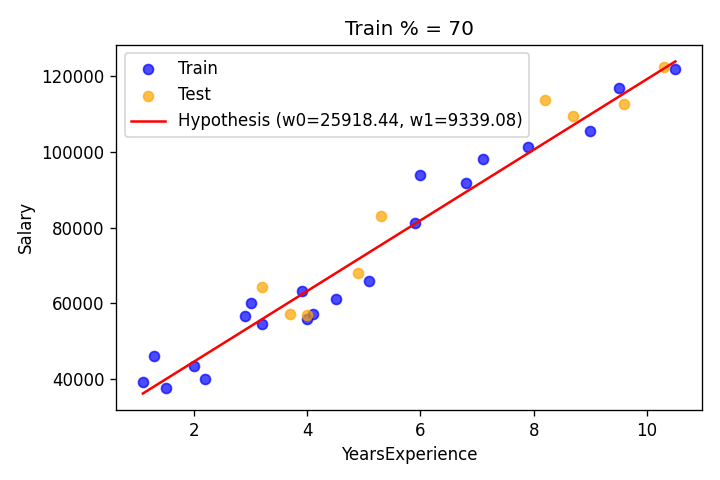 Train % = 70
Train
Test
Hypothesis (w0=25918.44, w1=9339.08)
120000
100000
80000
60000
40000
Salary
2 4 6 8 10
YearsExperience